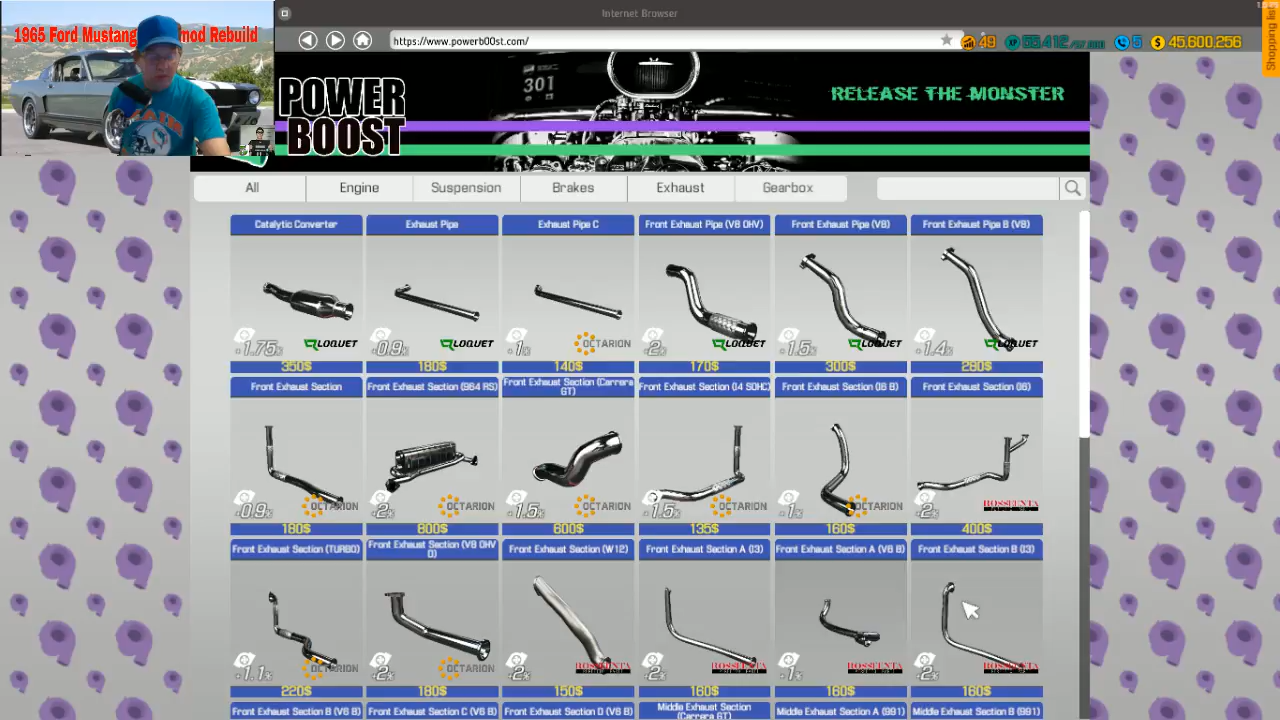 Internet Browser
1965 Ford Mustang mod Rebuild
https://www.powerb00st.com/
49
5
45,600,256
POWER BOOST
301
RELEASE THE MONSTER
All Engine Suspension Brakes Exhaust Gearbox
Catalytic Converter Exhaust Pipe Exhaust Pipe C Front Exhaust Pipe (V8 OHV) Front Exhaust Pipe (V8) Front Exhaust Pipe B (V8)
+1.75% LOQUET +0.9% LOQUET +1% OCTARION +2% LOQUET +1.5% LOQUET +1.4% LOQUET
350$ 180$ 140$ 170$ 300$ 280$
Front Exhaust Section Front Exhaust Section (964 RS) Front Exhaust Section (Carrera GT) Front Exhaust Section (I4 SOHC) Front Exhaust Section (I6 B) Front Exhaust Section (I6)
+0.9% OCTARION +2% OCTARION +1.5% OCTARION +1.5% OCTARION +1% OCTARION +2%
180$ 800$ 600$ 135$ 160$ 400$
Front Exhaust Section (TURBO) Front Exhaust Section (V8 OHV D) Front Exhaust Section (W12) Front Exhaust Section A (I3) Front Exhaust Section A (V6 B) Front Exhaust Section B (I3)
+1.1% OCTARION +2% OCTARION +2% +2% +1% +2%
220$ 180$ 150$ 160$ 160$ 160$
Front Exhaust Section B (V6 B) Front Exhaust Section C (V6 B) Front Exhaust Section D (V6 B) Middle Exhaust Section (Carrera GT) Middle Exhaust Section A (991) Middle Exhaust Section B (991)